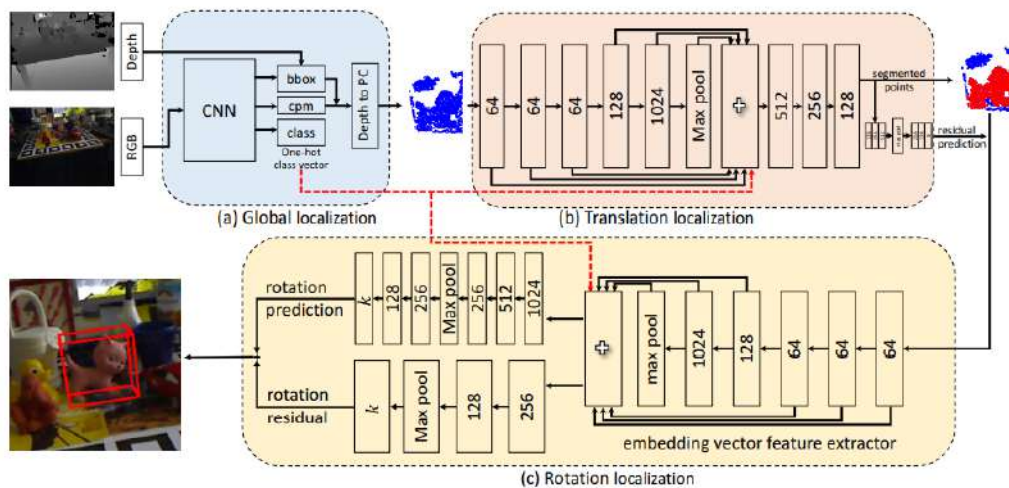 Depth
RGB
CNN
bbox
cpm
class
One-hot
class vector
Depth to PC
(a) Global localization
64
64
64
128
1024
Max pool
512
256
128
segmented
points
residual
prediction
(b) Translation localization
rotation
prediction
k
128
256
Max pool
256
512
1024
rotation
residual
k
Max pool
128
256
max pool
1024
128
64
64
64
embedding vector feature extractor
(c) Rotation localization